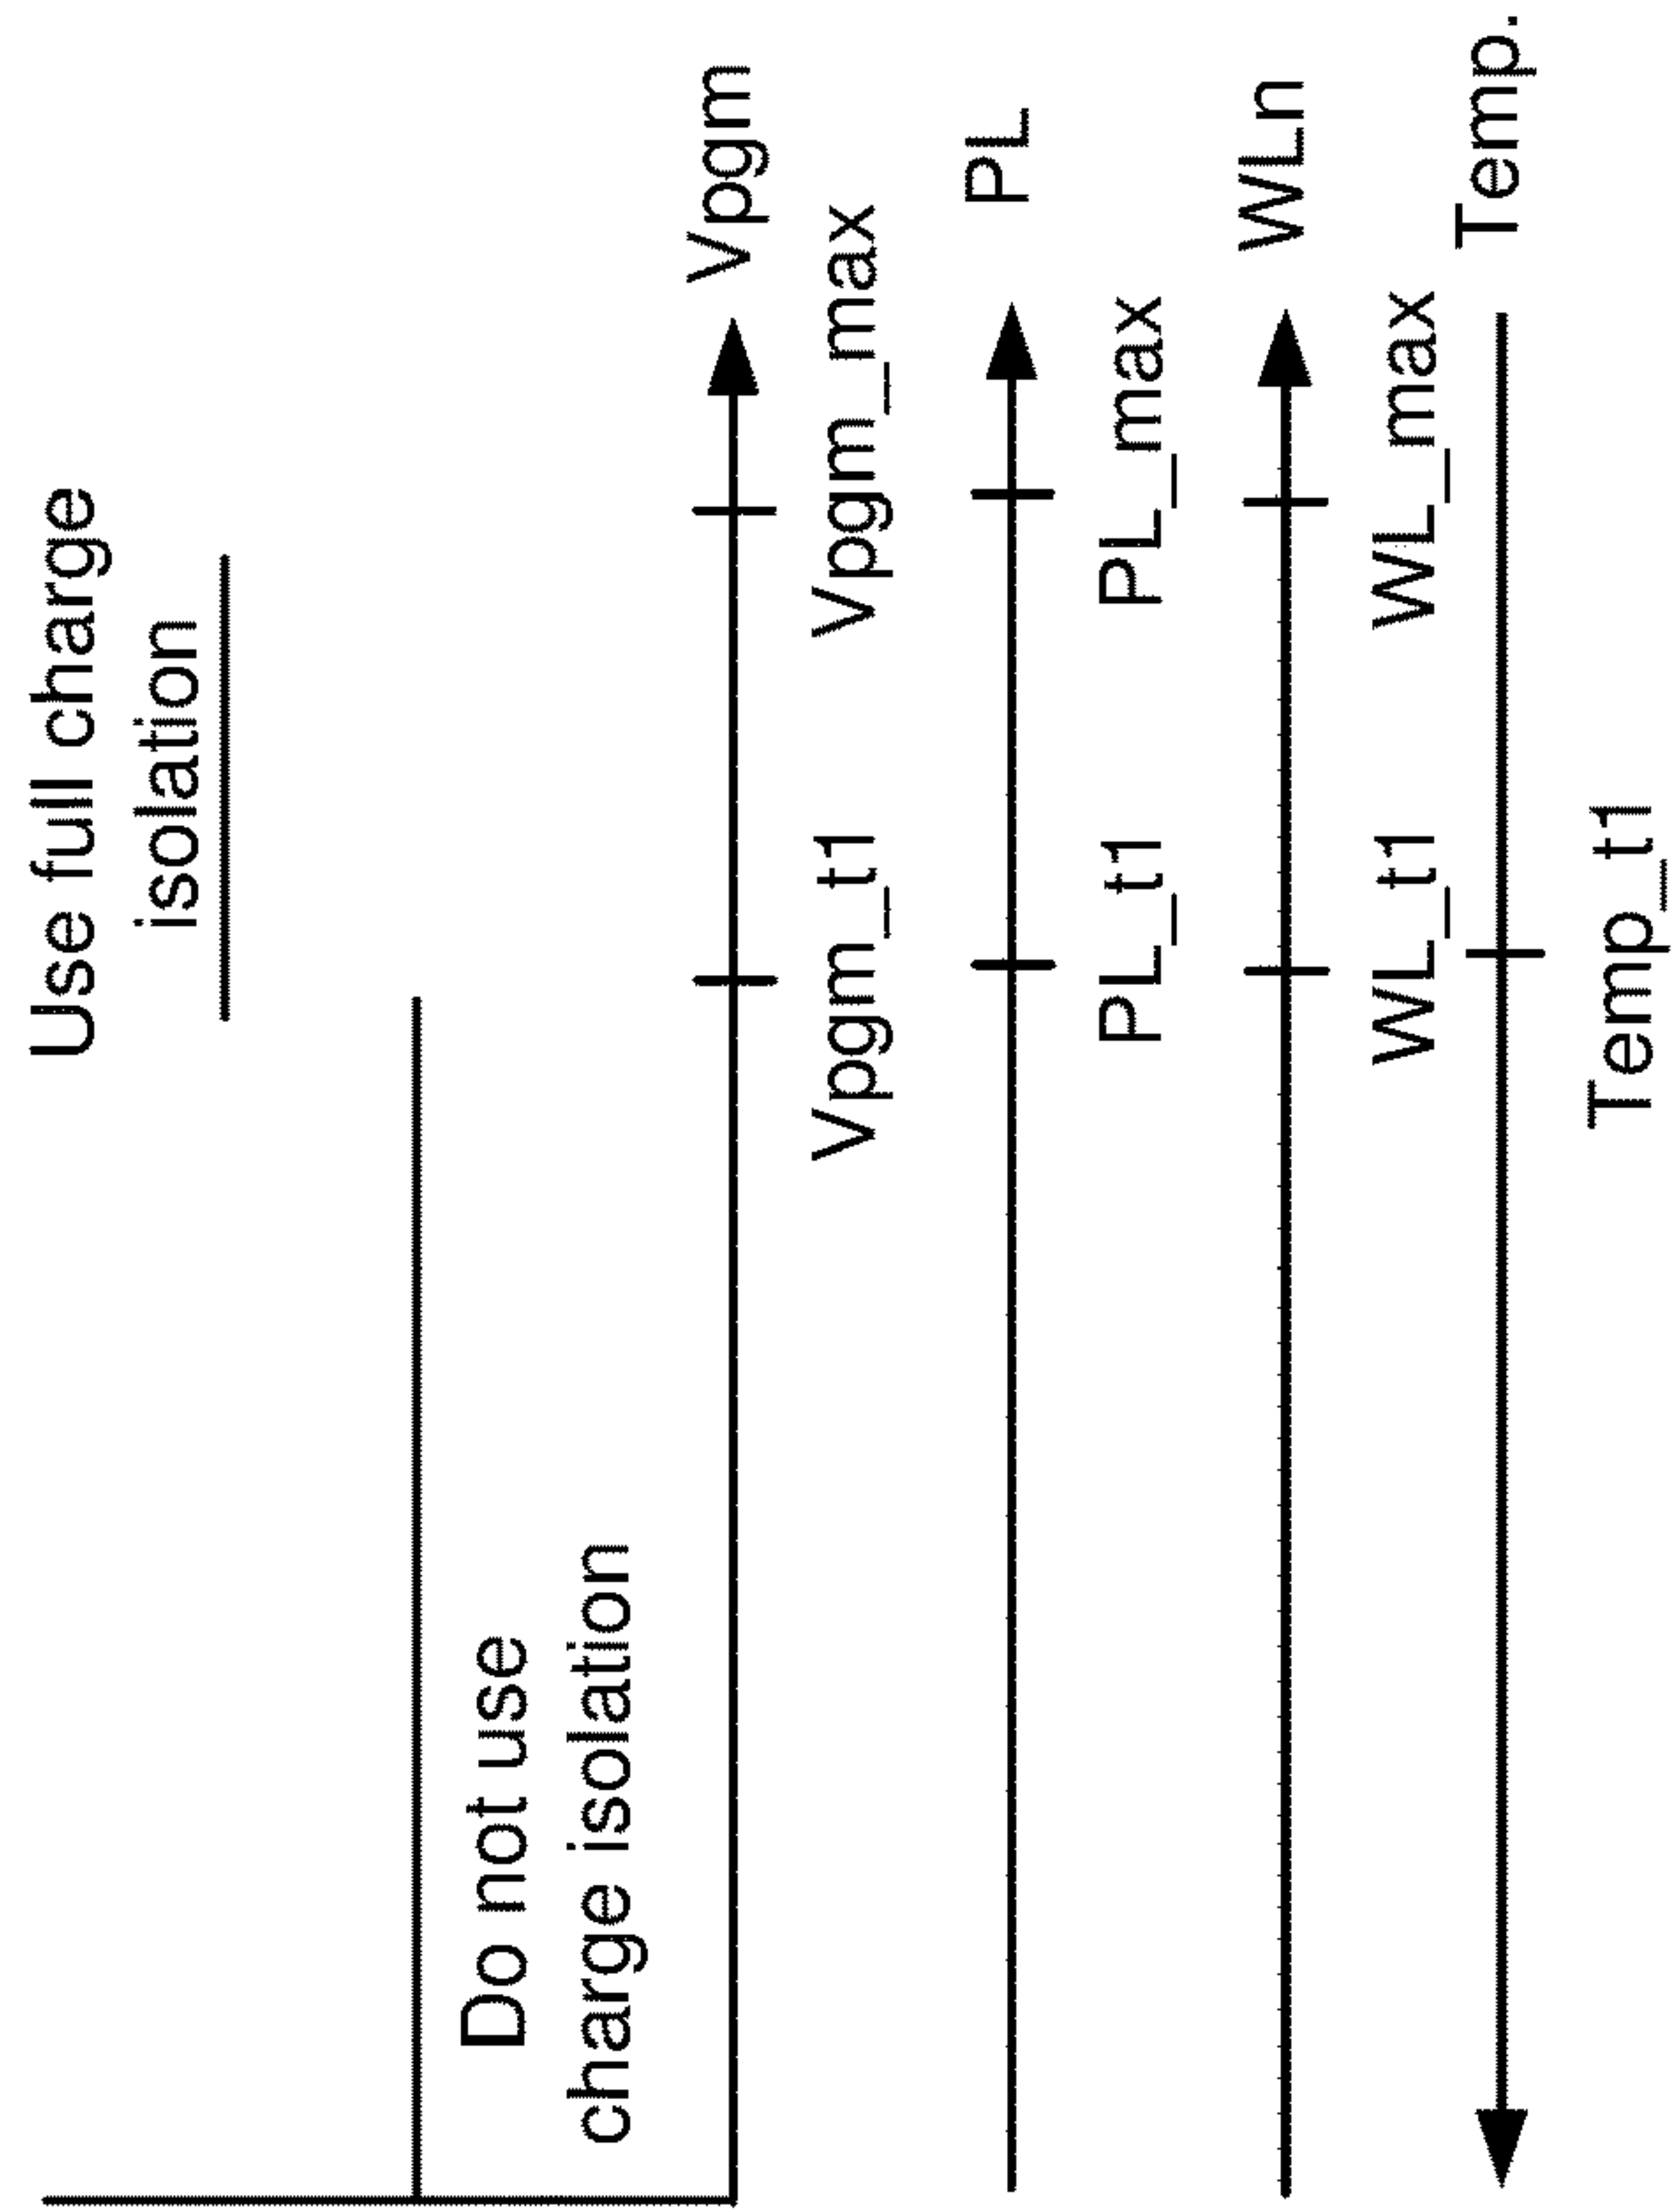 Use full charge
isolation
Do not use
charge isolation
Vpgm
Vpgm_t1
Vpgm_max
PL
PL_t1
PL_max
WLn
WL_t1
WL_max
Temp.
Temp_t1